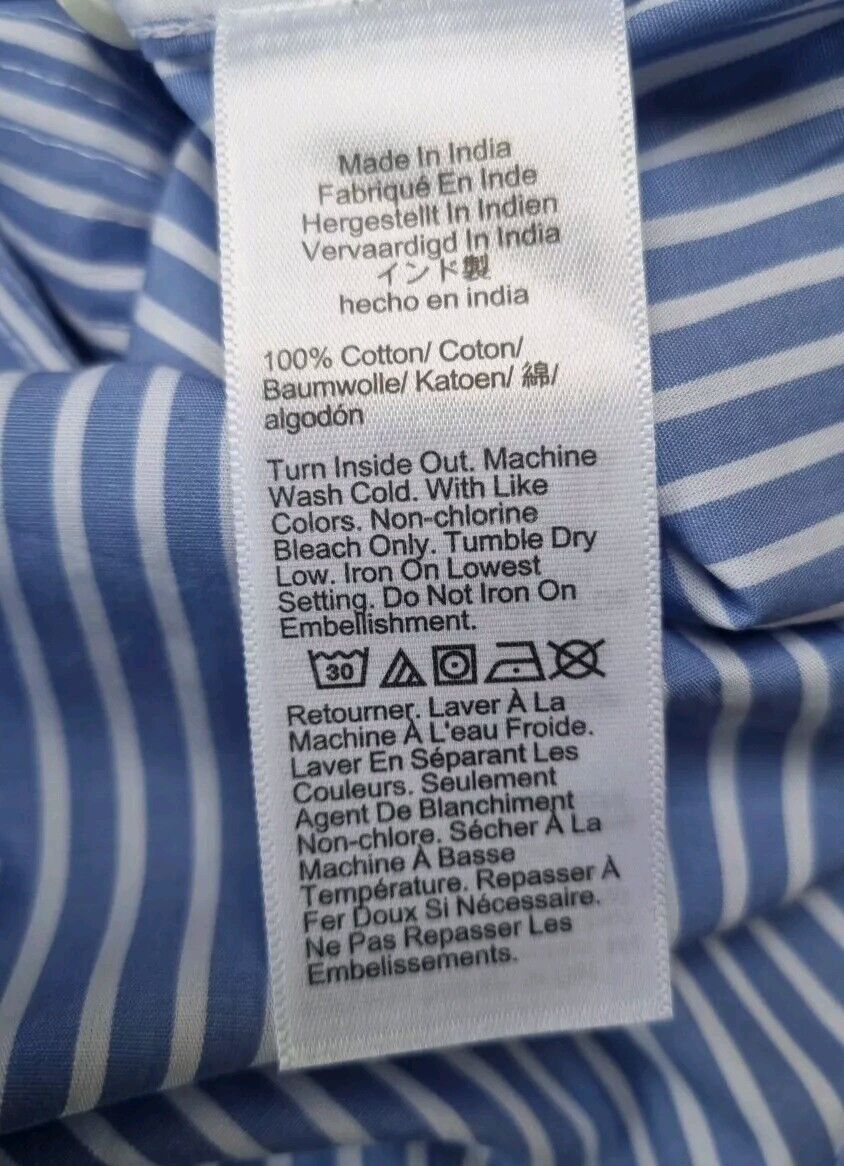 Made In India
Fabriqué En Inde
Hergestellt In Indien
Vervaardigd In India
インド製
hecho en india
100% Cotton/ Coton/
Baumwolle/ Katoen/ 綿/
algodón
Turn Inside Out. Machine
Wash Cold. With Like
Colors. Non-chlorine
Bleach Only. Tumble Dry
Low. Iron On Lowest
Setting. Do Not Iron On
Embellishment.
30
Retourner. Laver À La
Machine À L'eau Froide.
Laver En Séparant Les
Couleurs. Seulement
Agent De Blanchiment
Non-chlore. Sécher À La
Machine À Basse
Température. Repasser À
Fer Doux Si Nécessaire.
Ne Pas Repasser Les
Embelissements.